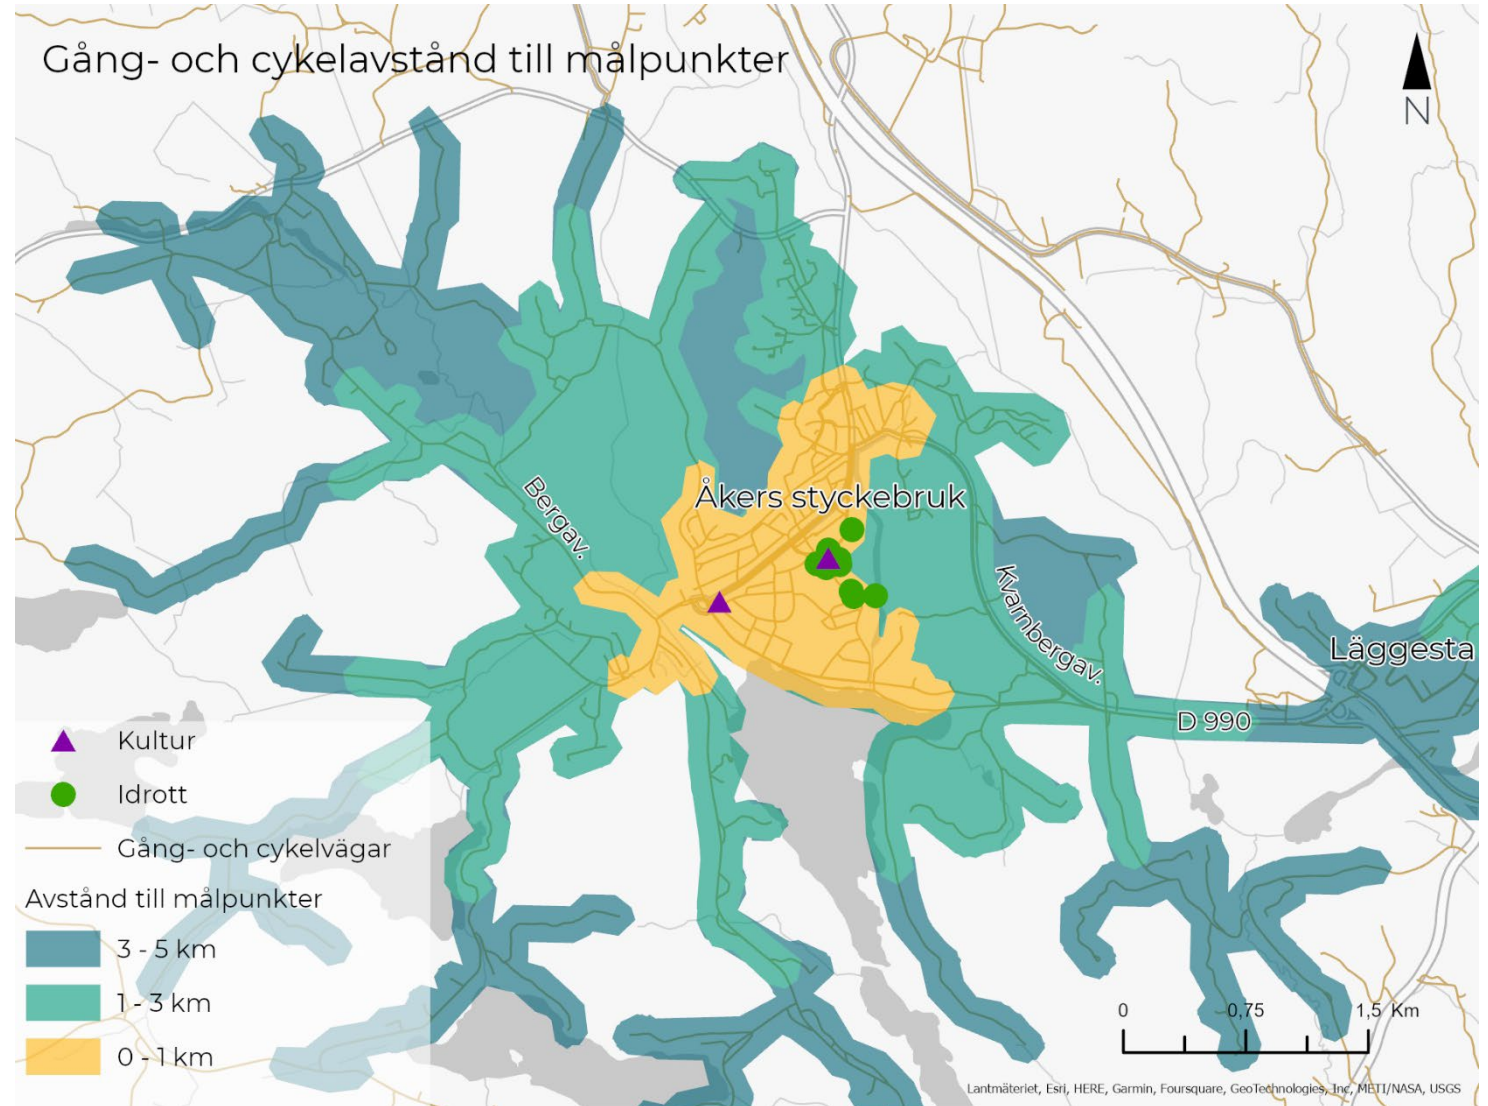 Gång- och cykelavstånd till målpunkter
N
Åkers styckebruk
Bergav.
Kvarnbergav.
Läggesta
D 990
Kultur
Idrott
Gång- och cykelvägar
Avstånd till målpunkter
3 - 5 km
1 - 3 km
0 - 1 km
0 0,75 1,5 Km
Lantmäteriet, Esri, HERE, Garmin, Foursquare, GeoTechnologies, Inc, METI/NASA, USGS